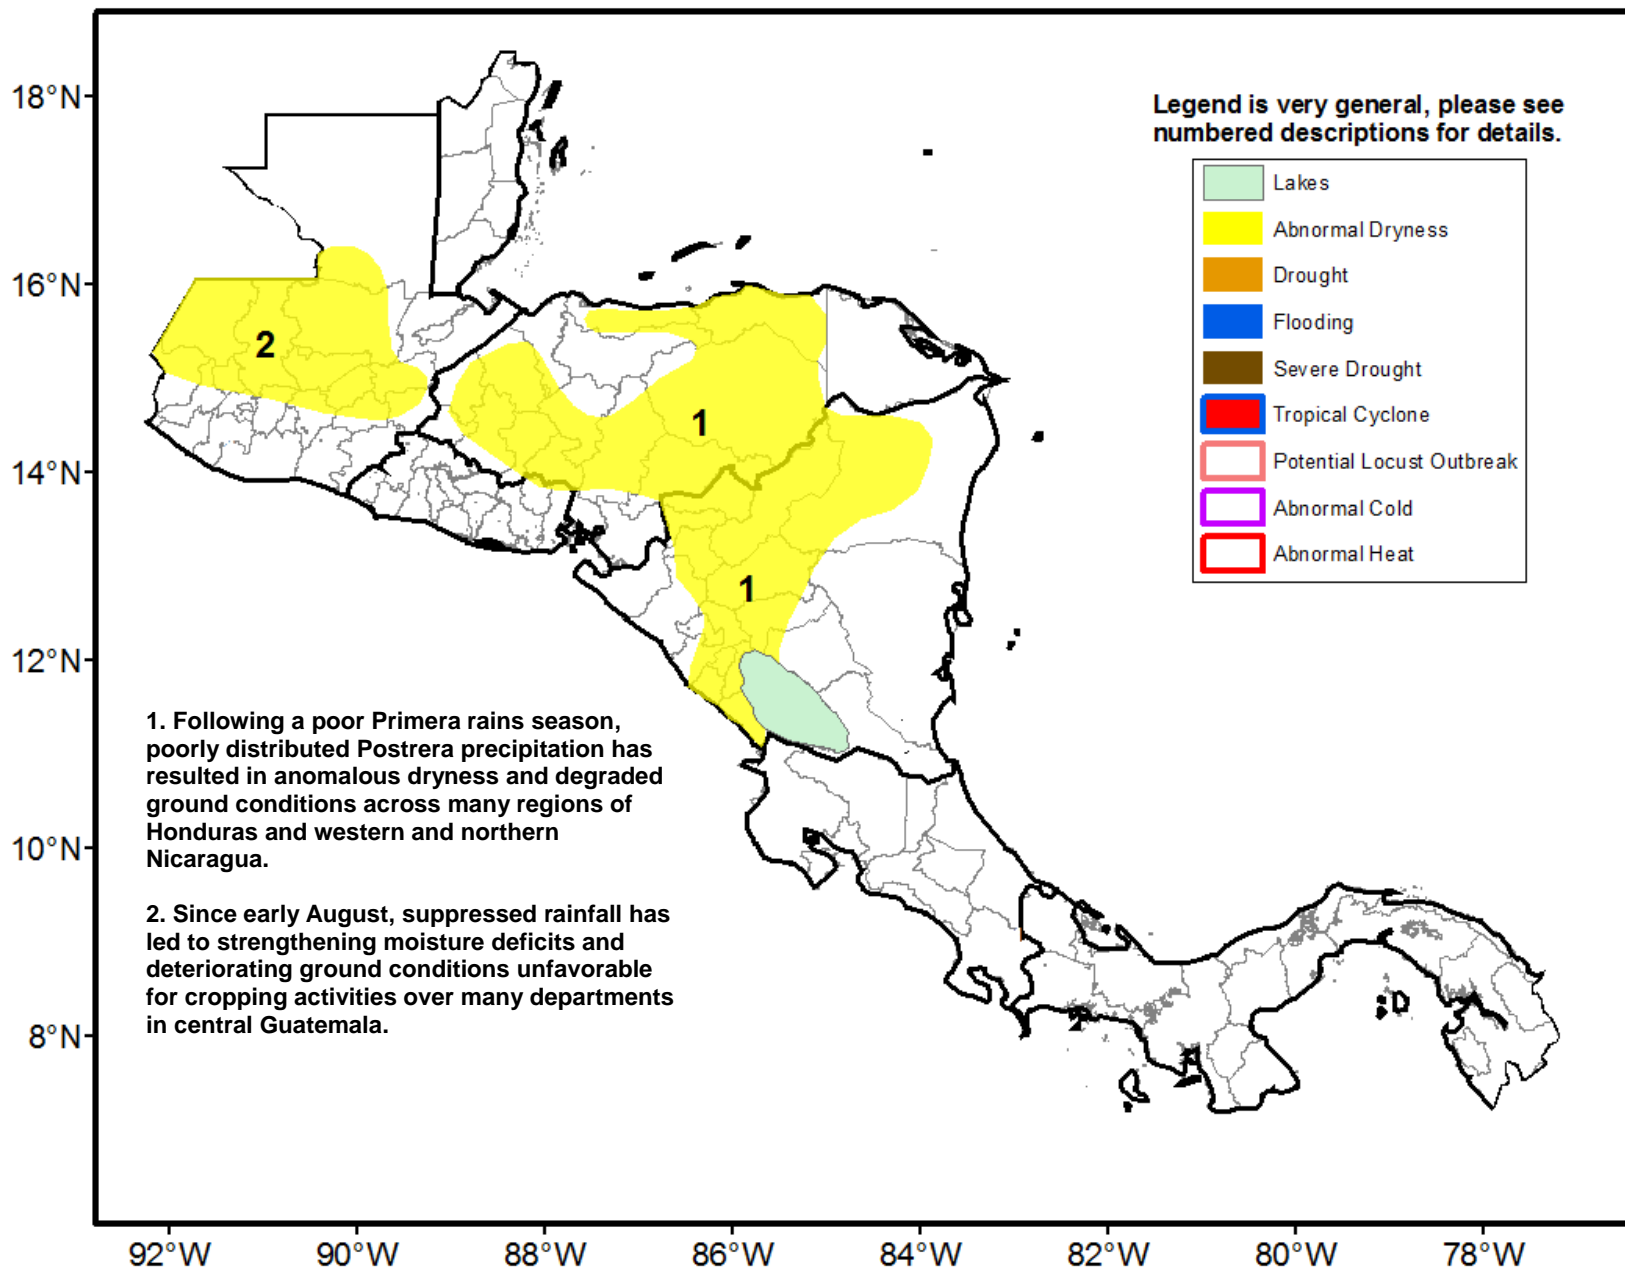 18°N
16°N
14°N
12°N
10°N
8°N
Legend is very general, please see
numbered descriptions for details.
Lakes
Abnormal Dryness
Drought
Flooding
Severe Drought
Tropical Cyclone
Potential Locust Outbreak
Abnormal Cold
Abnormal Heat
2
1
1
1. Following a poor Primera rains season,
poorly distributed Postrera precipitation has
resulted in anomalous dryness and degraded
ground conditions across many regions of
Honduras and western and northern
Nicaragua.
2. Since early August, suppressed rainfall has
led to strengthening moisture deficits and
deteriorating ground conditions unfavorable
for cropping activities over many departments
in central Guatemala.
92°W 90°W 88°W 86°W 84°W 82°W 80°W 78°W